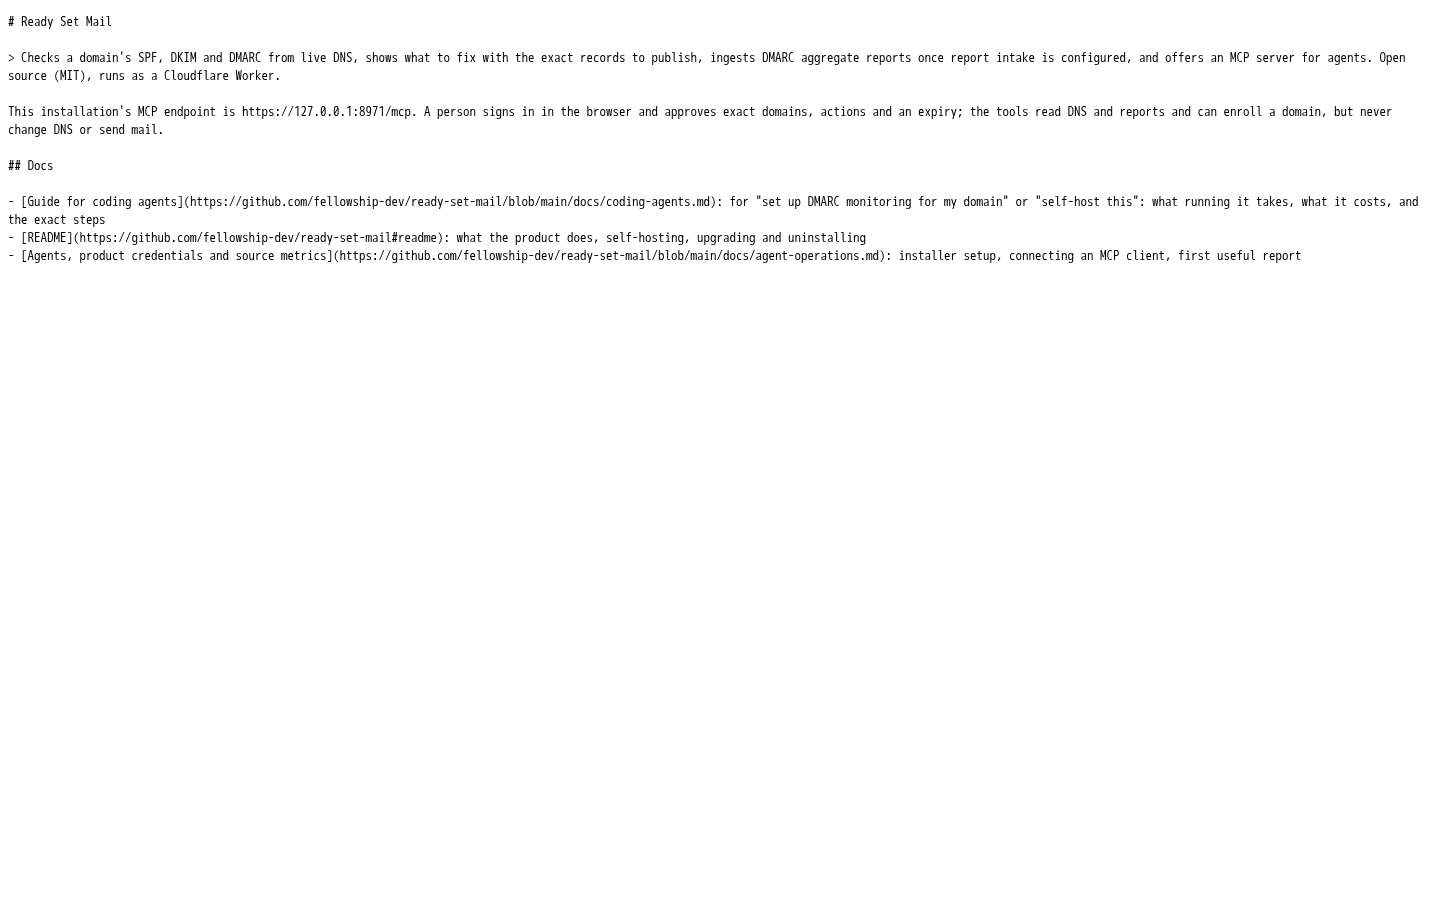 # Ready Set Mail
> Checks a domain's SPF, DKIM and DMARC from live DNS, shows what to fix with the exact records to publish, ingests DMARC aggregate reports once report intake is configured, and offers an MCP server for agents. Open
source (MIT), runs as a Cloudflare Worker.
This installation's MCP endpoint is https://127.0.0.1:8971/mcp. A person signs in in the browser and approves exact domains, actions and an expiry; the tools read DNS and reports and can enroll a domain, but never
change DNS or send mail.
## Docs
- [Guide for coding agents](https://github.com/fellowship-dev/ready-set-mail/blob/main/docs/coding-agents.md): for "set up DMARC monitoring for my domain" or "self-host this": what running it takes, what it costs, and
the exact steps
- [README](https://github.com/fellowship-dev/ready-set-mail#readme): what the product does, self-hosting, upgrading and uninstalling
- [Agents, product credentials and source metrics](https://github.com/fellowship-dev/ready-set-mail/blob/main/docs/agent-operations.md): installer setup, connecting an MCP client, first useful report